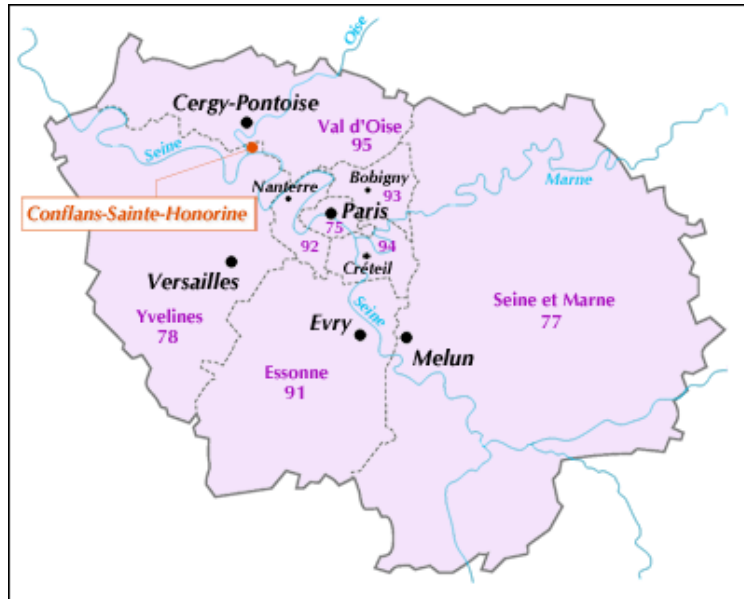 Oise
Cergy-Pontoise
Val d'Oise
95
Seine
Nanterre
Bobigny
93
Marne
Conflans-Sainte-Honorine
Paris
75
92
94
Créteil
Versailles
Yvelines
78
Seine
Evry
Melun
Seine et Marne
77
Essonne
91